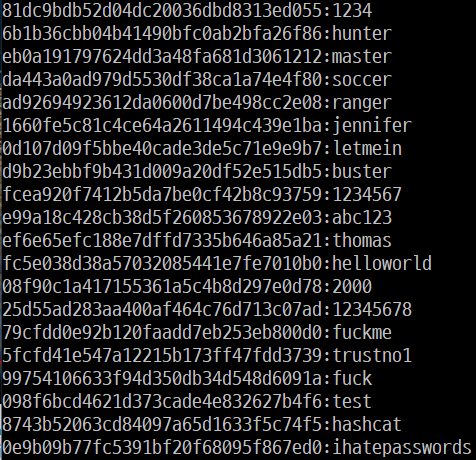 81dc9bdb52d04dc20036dbd8313ed055:1234
6b1b36cbb04b41490bfc0ab2bfa26f86:hunter
eb0a191797624dd3a48fa681d3061212:master
da443a0ad979d5530df38ca1a74e4f80:soccer
ad92694923612da0600d7be498cc2e08:ranger
1660fe5c81c4ce64a2611494c439e1ba:jennifer
0d107d09f5bbe40cade3de5c71e9e9b7:letmein
d9b23ebbf9b431d009a20df52e515db5:buster
fcea920f7412b5da7be0cf42b8c93759:1234567
e99a18c428cb38d5f260853678922e03:abc123
ef6e65efc188e7dffd7335b646a85a21:thomas
fc5e038d38a57032085441e7fe7010b0:helloworld
08f90c1a417155361a5c4b8d297e0d78:2000
25d55ad283aa400af464c76d713c07ad:12345678
79cfdd0e92b120faadd7eb253eb800d0:fuckme
5fcfd41e547a12215b173ff47fdd3739:trustno1
99754106633f94d350db34d548d6091a:fuck
098f6bcd4621d373cade4e832627b4f6:test
8743b52063cd84097a65d1633f5c74f5:hashcat
0e9b09b77fc5391bf20f68095f867ed0:ihatepasswords